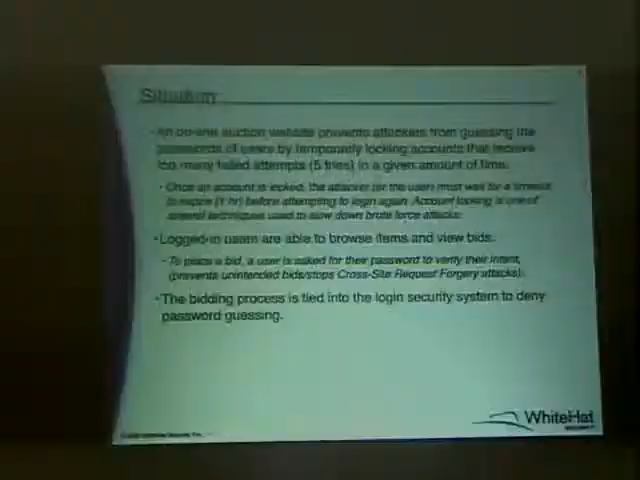 Situation
· An on-line auction website prevents attackers from guessing the
passwords of users by temporarily locking accounts that receive
too many failed attempts (5 tries) in a given amount of time.
· Once an account is locked, the attacker (or the user) must wait for a timeout
to expire (1 hr) before attempting to login again. Account locking is one of
several techniques used to slow down brute force attacks.
· Logged-in users are able to browse items and view bids.
· To place a bid, a user is asked for their password to verify their intent,
(prevents unintended bids/stops Cross-Site Request Forgery attacks).
· The bidding process is tied into the login security system to deny
password guessing.
WhiteHat